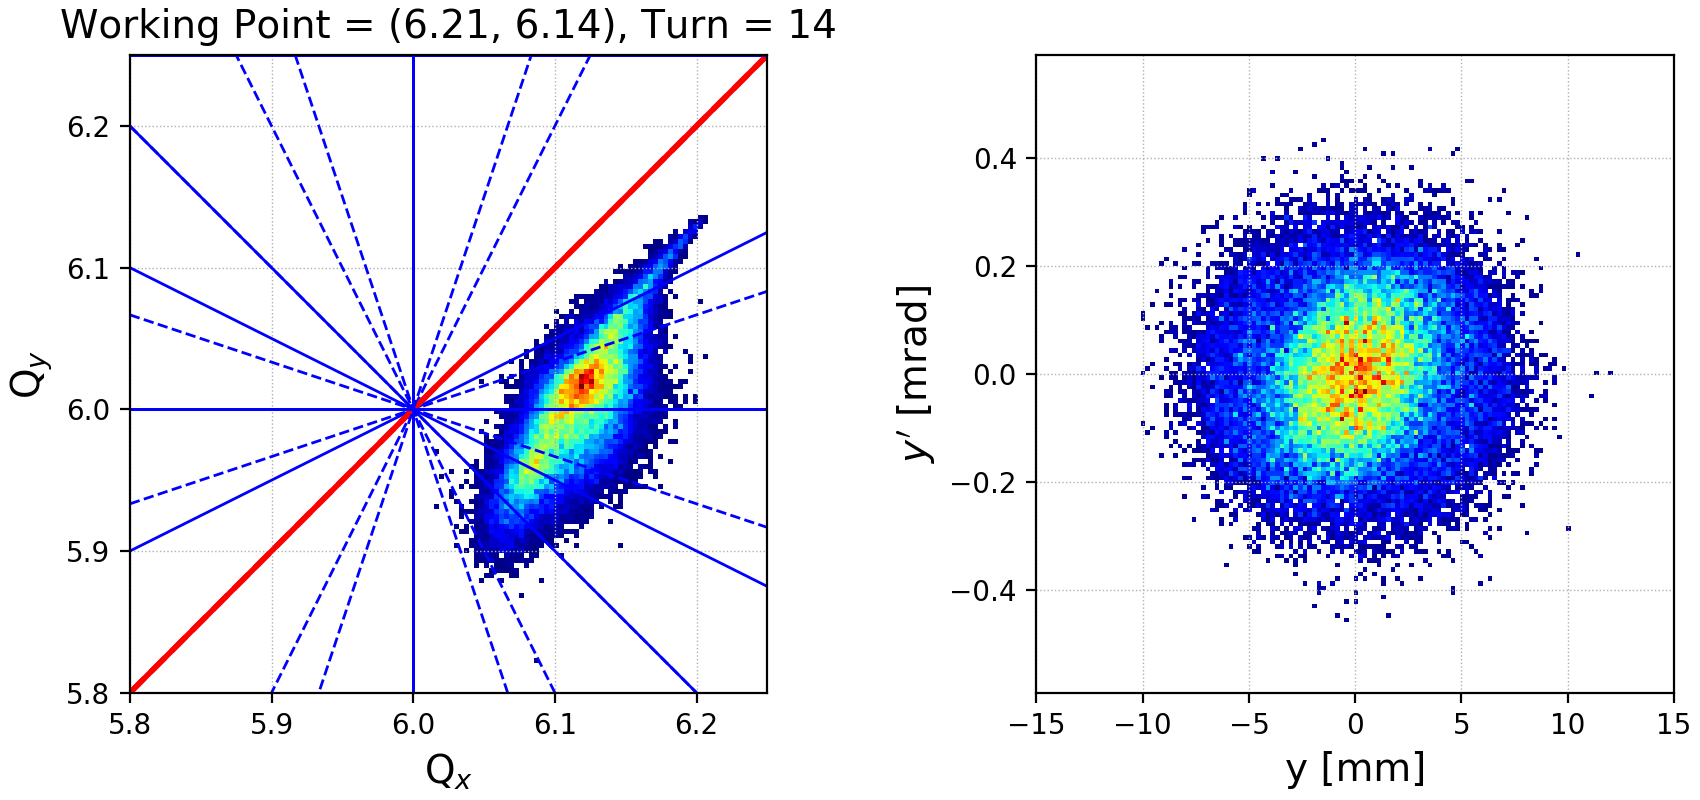 Working Point = (6.21, 6.14), Turn = 14
6.2
6.1
6.0
5.9
5.8
Q_y
5.8 5.9 6.0 6.1 6.2
Q_x
0.4
0.2
0.0
−0.2
−0.4
y′ [mrad]
−15 −10 −5 0 5 10 15
y [mm]